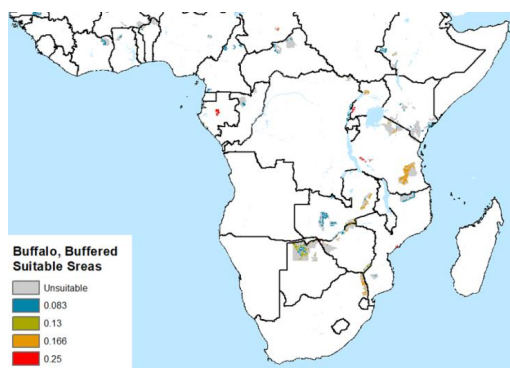 Buffalo, Buffered
Suitable Sreas
Unsuitable
0.083
0.13
0.166
0.25